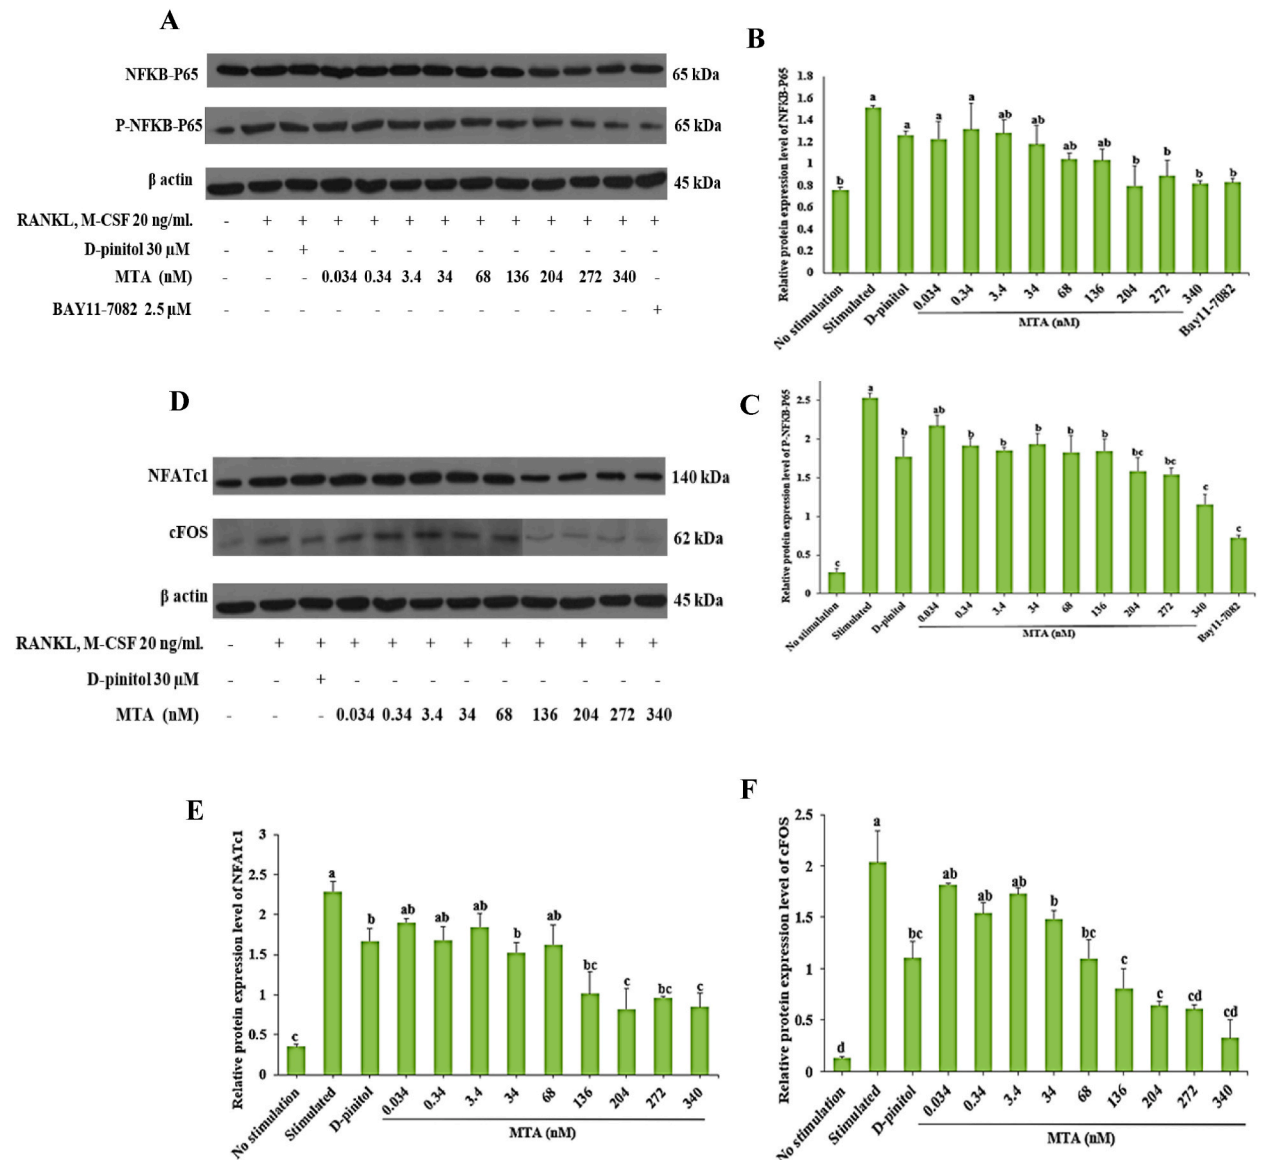 A
NFKB-P65
65 kDa
P-NFKB-P65
65 kDa
β actin
45 kDa
RANKL, M-CSF 20 ng/ml. - + + + + + + + + + + + +
D-pinitol 30 µM - - + - - - - - - - - - -
MTA (nM) - - - 0.034 0.34 3.4 34 68 136 204 272 340 -
BAY11-7082 2.5 µM - - - - - - - - - - - - +
B
Relative protein expression level of NFKB-P65
1.8
1.6
1.4
1.2
1
0.8
0.6
0.4
0.2
0
b a a a a ab ab ab ab b b b b
No stimulation Stimulated D-pinitol 0.034 0.34 3.4 34 68 136 204 272 340 Bay11-7082
MTA (nM)
C
Relative protein expression level of P-NFKB-P65
2.5
2
1.5
1
0.5
0
c a b ab b b b b b bc bc c c
No stimulation Stimulated D-pinitol 0.034 0.34 3.4 34 68 136 204 272 340 Bay11-7082
MTA (nM)
D
NFATc1
140 kDa
cFOS
62 kDa
β actin
45 kDa
RANKL, M-CSF 20 ng/ml. - + + + + + + + + + + +
D-pinitol 30 µM - - + - - - - - - - - -
MTA (nM) - - - 0.034 0.34 3.4 34 68 136 204 272 340
E
Relative protein expression level of NFATc1
3
2.5
2
1.5
1
0.5
0
c a b ab ab ab b ab bc c bc c
No stimulation Stimulated D-pinitol 0.034 0.34 3.4 34 68 136 204 272 340
MTA (nM)
F
Relative protein expression level of cFOS
2.5
2
1.5
1
0.5
0
d a bc ab ab ab b bc c c cd cd
No stimulation Stimulated D-pinitol 0.034 0.34 3.4 34 68 136 204 272 340
MTA (nM)